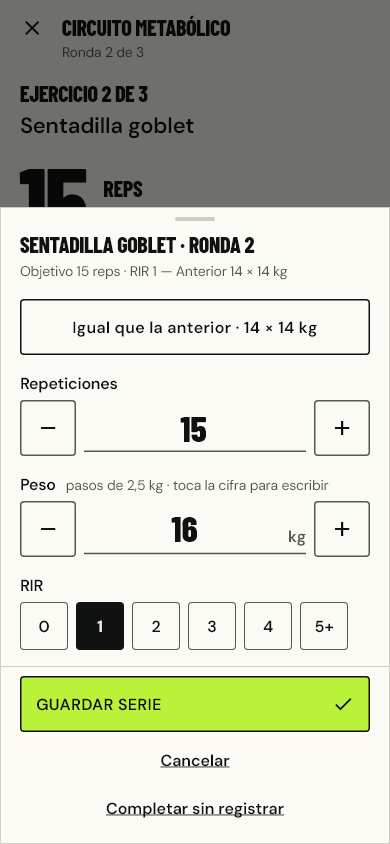 CIRCUITO METABÓLICO
Ronda 2 de 3
EJERCICIO 2 DE 3
Sentadilla goblet
15 REPS
SENTADILLA GOBLET · RONDA 2
Objetivo 15 reps · RIR 1 — Anterior 14 × 14 kg
Igual que la anterior · 14 × 14 kg
Repeticiones
− 15 +
Peso pasos de 2,5 kg · toca la cifra para escribir
− 16 kg +
RIR
0 1 2 3 4 5+
GUARDAR SERIE
Cancelar
Completar sin registrar